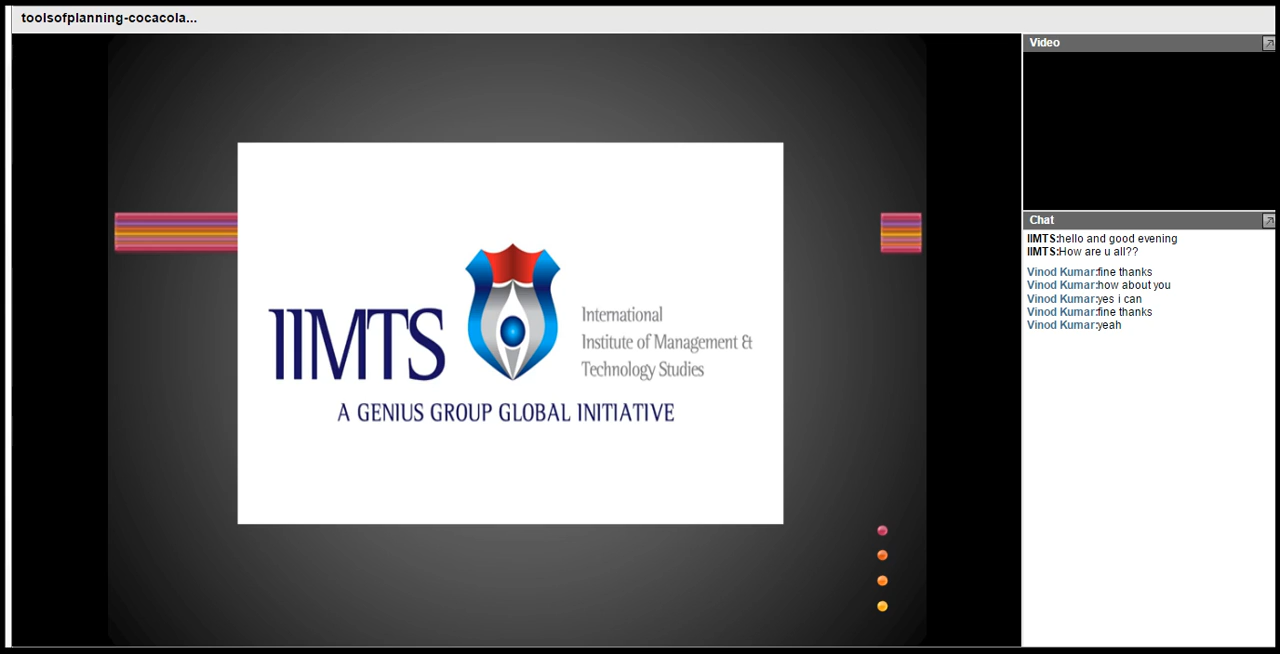 toolsofplanning-cocacola...
IIMTS
International
Institute of Management &
Technology Studies
A GENIUS GROUP GLOBAL INITIATIVE
Video
Chat
IIMTS:hello and good evening
IIMTS:How are u all??
Vinod Kumar:fine thanks
Vinod Kumar:how about you
Vinod Kumar:yes i can
Vinod Kumar:fine thanks
Vinod Kumar:yeah